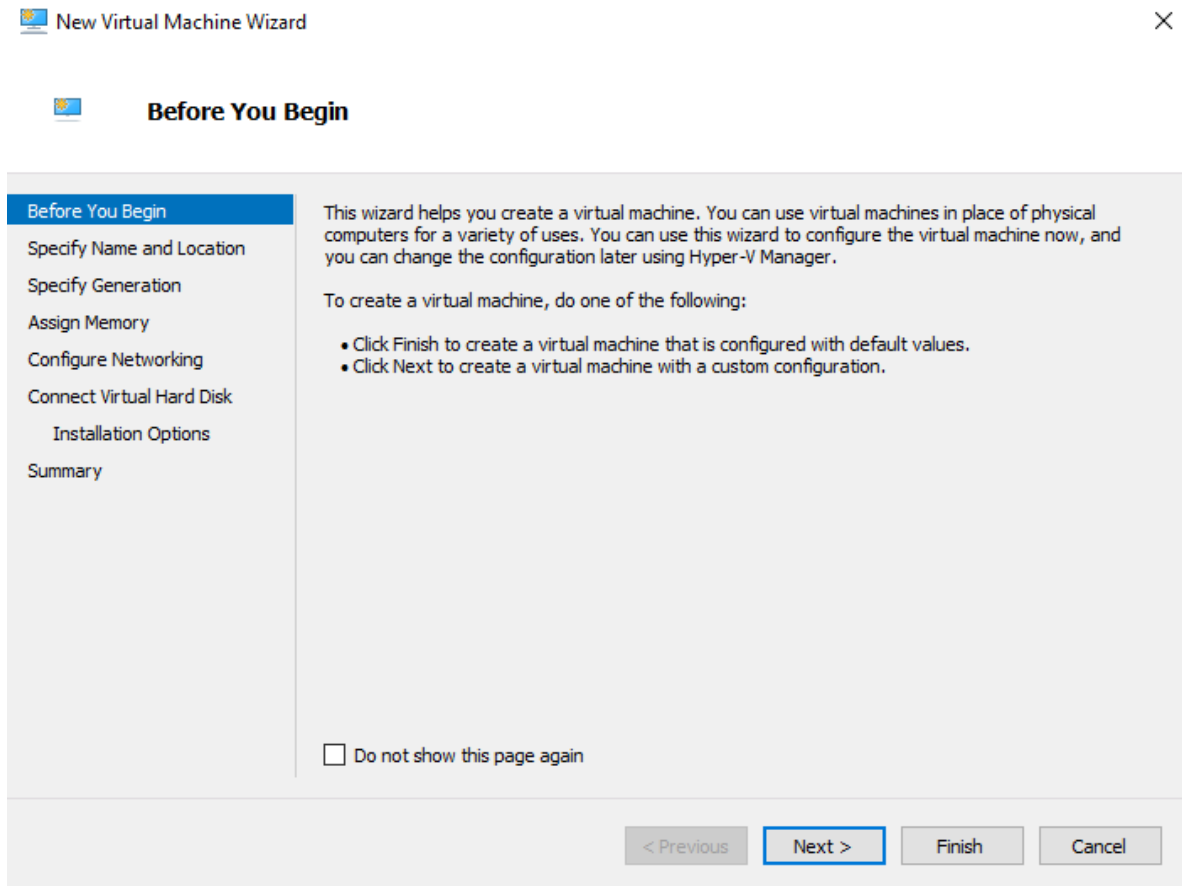 New Virtual Machine Wizard
Before You Begin
Before You Begin
Specify Name and Location
Specify Generation
Assign Memory
Configure Networking
Connect Virtual Hard Disk
Installation Options
Summary
This wizard helps you create a virtual machine. You can use virtual machines in place of physical
computers for a variety of uses. You can use this wizard to configure the virtual machine now, and
you can change the configuration later using Hyper-V Manager.
To create a virtual machine, do one of the following:
• Click Finish to create a virtual machine that is configured with default values.
• Click Next to create a virtual machine with a custom configuration.
Do not show this page again
< Previous
Next >
Finish
Cancel